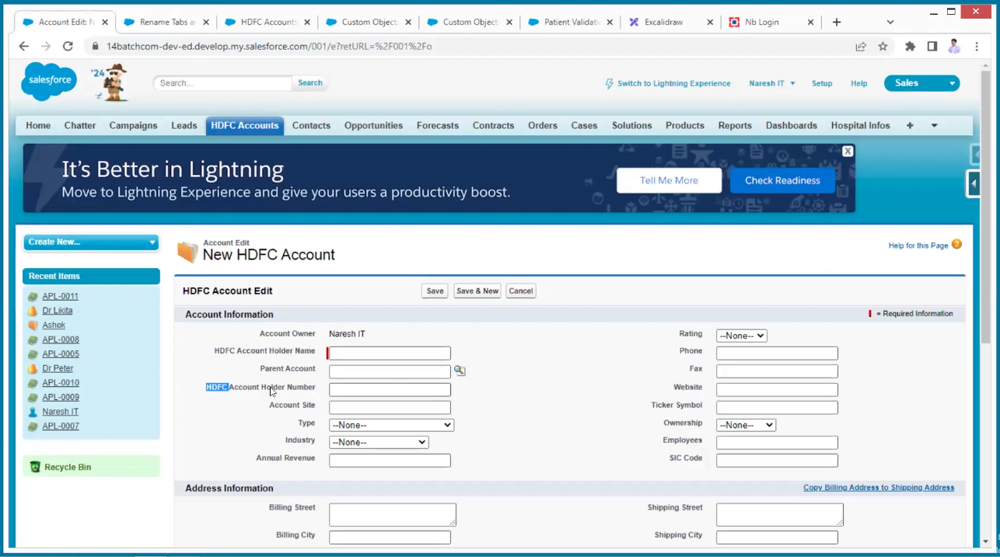 Account Edit: N
Rename Tabs a
HDFC Accounts
Custom Object
Custom Object
Patient Validati
Excalidraw
Nb Login
14batchcom-dev-ed.develop.my.salesforce.com/001/e?retURL=%2F001%2Fo
salesforce
'24
Search...
Search
Switch to Lightning Experience
Naresh IT
Setup
Help
Sales
Home
Chatter
Campaigns
Leads
HDFC Accounts
Contacts
Opportunities
Forecasts
Contracts
Orders
Cases
Solutions
Products
Reports
Dashboards
Hospital Infos
+
It's Better in Lightning
Move to Lightning Experience and give your users a productivity boost.
Tell Me More
Check Readiness
X
Create New...
Recent Items
APL-0011
Dr Likita
Ashok
APL-0008
APL-0005
Dr Peter
APL-0010
APL-0009
Naresh IT
APL-0007
Recycle Bin
Account Edit
New HDFC Account
Help for this Page ?
HDFC Account Edit
Save
Save & New
Cancel
Account Information
= Required Information
Account Owner Naresh IT
Rating --None--
HDFC Account Holder Name
Phone
Parent Account
Fax
HDFC Account Holder Number
Website
Account Site
Ticker Symbol
Type --None--
Ownership --None--
Industry --None--
Employees
Annual Revenue
SIC Code
Address Information
Copy Billing Address to Shipping Address
Billing Street
Shipping Street
Billing City
Shipping City